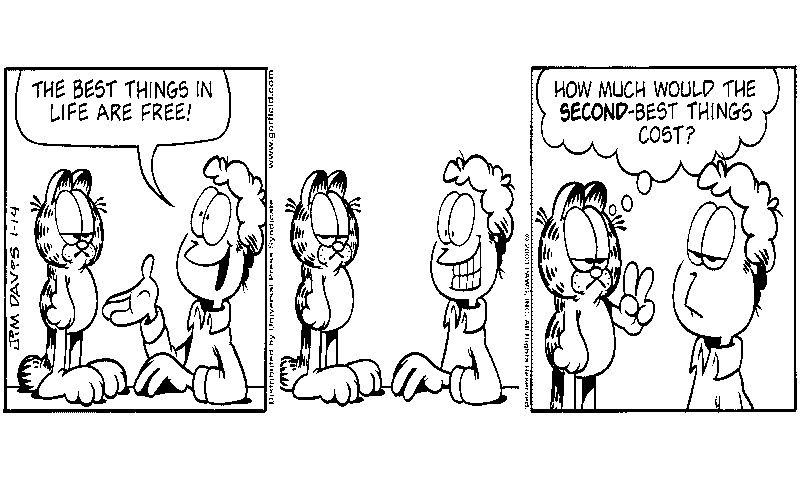 THE BEST THINGS IN
LIFE ARE FREE!
JIM DAVIS 1-14
www.garfield.com
Distributed by Universal Press Syndicate
HOW MUCH WOULD THE
SECOND-BEST THINGS
COST?